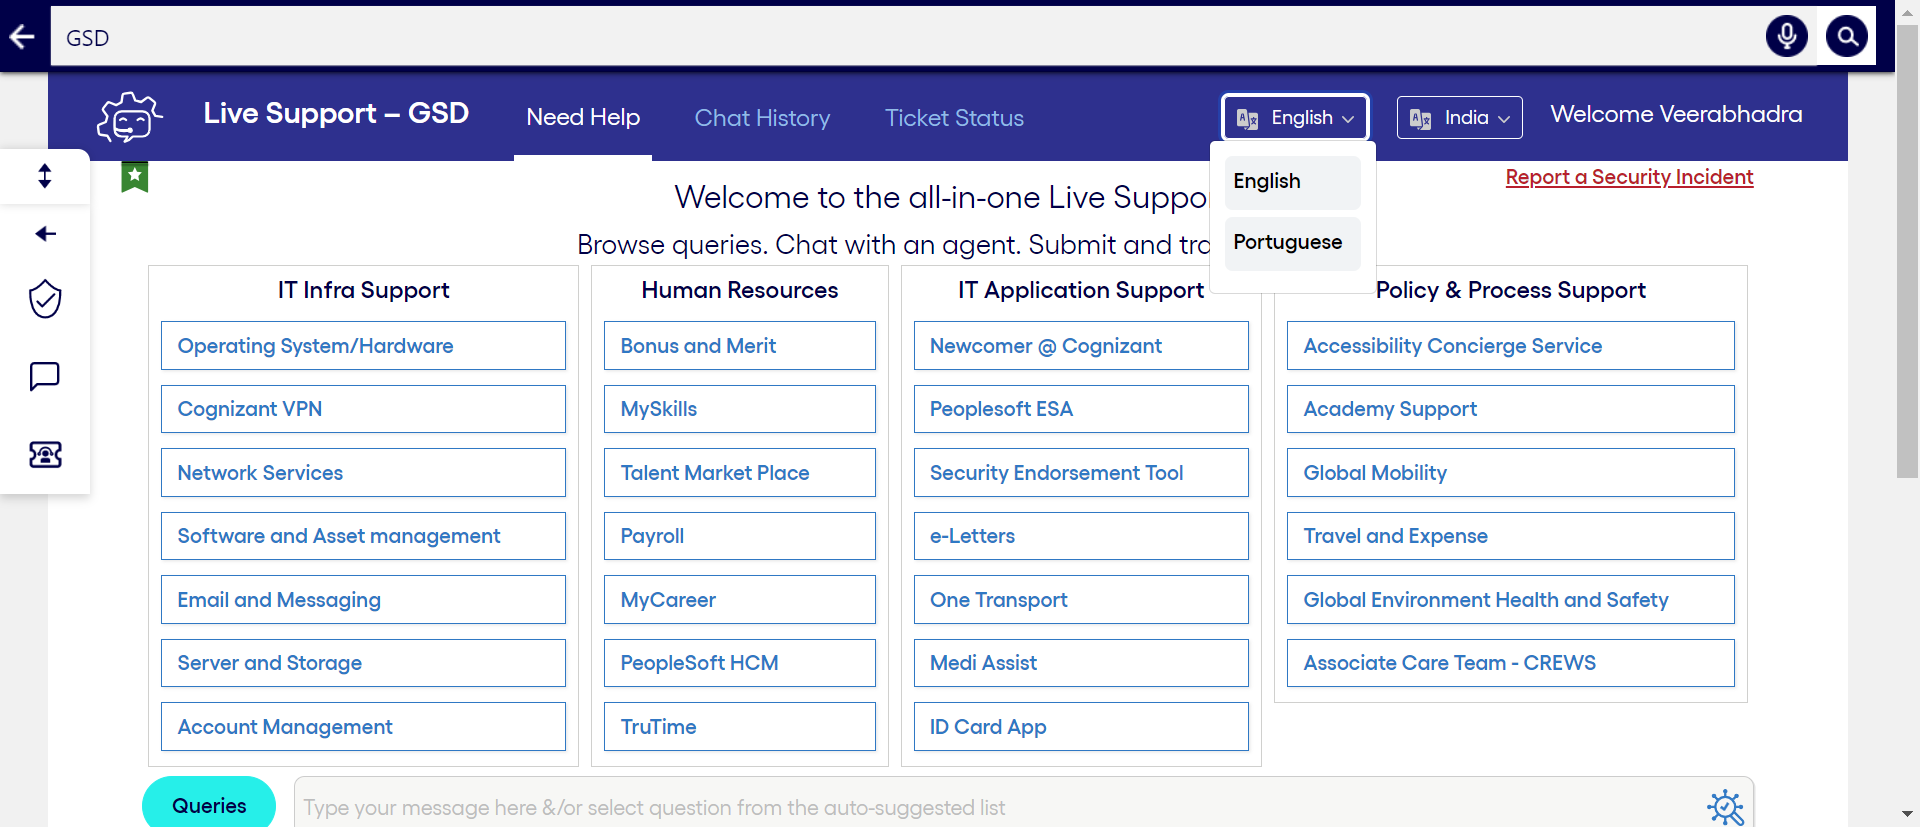 GSD
Live Support – GSD
Need Help
Chat History
Ticket Status
English
India
Welcome Veerabhadra
English
Portuguese
Report a Security Incident
Welcome to the all-in-one Live
Browse queries. Chat with an agent. Submit and
IT Infra Support
Operating System/Hardware
Cognizant VPN
Network Services
Software and Asset management
Email and Messaging
Server and Storage
Account Management
Human Resources
Bonus and Merit
MySkills
Talent Market Place
Payroll
MyCareer
PeopleSoft HCM
TruTime
IT Application Support
Newcomer @ Cognizant
Peoplesoft ESA
Security Endorsement Tool
e-Letters
One Transport
Medi Assist
ID Card App
Policy & Process Support
Accessibility Concierge Service
Academy Support
Global Mobility
Travel and Expense
Global Environment Health and Safety
Associate Care Team - CREWS
Queries
Type your message here &/or select question from the auto-suggested list